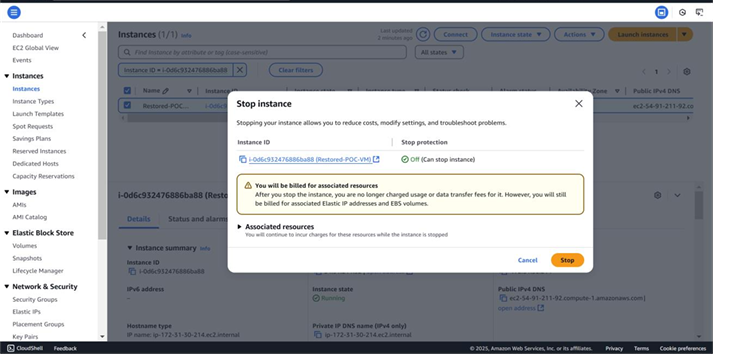 Dashboard
EC2 Global View
Events
Instances
Instances
Instance Types
Launch Templates
Spot Requests
Savings Plans
Reserved Instances
Dedicated Hosts
Capacity Reservations
Images
AMIs
AMI Catalog
Elastic Block Store
Volumes
Snapshots
Lifecycle Manager
Network & Security
Security Groups
Elastic IPs
Placement Groups
Key Pairs
Instances (1/1) Info
Last updated
2 minutes ago
Connect
Instance state
Actions
Launch instances
Find Instance by attribute or tag (case-sensitive)
All states
Instance ID = i-0d6c932476886ba88
Clear filters
1
Name
Public IPv4 DNS
Restored-POC-...
ec2-54-91-211-92.co
Stop instance
Stopping your instance allows you to reduce costs, modify settings, and troubleshoot problems.
Instance ID
Stop protection
i-0d6c932476886ba88 (Restored-POC-VM)
Off (Can stop instance)
You will be billed for associated resources
After you stop the instance, you are no longer charged usage or data transfer fees for it. However, you will still
be billed for associated Elastic IP addresses and EBS volumes.
Associated resources
You will continue to incur charges for these resources while the instance is stopped
Cancel
Stop
i-0d6c932476886ba88 (Resto
Details
Status and alarms
Instance summary Info
Instance ID
i-0d6c932476886ba88
IPv6 address
–
Instance state
Running
Public IPv4 DNS
ec2-54-91-211-92.compute-1.amazonaws.com|
open address
Hostname type
IP name: ip-172-31-30-214.ec2.internal
Private IP DNS name (IPv4 only)
ip-172-31-30-214.ec2.internal
CloudShell
Feedback
© 2025, Amazon Web Services, Inc. or its affiliates.
Privacy
Terms
Cookie preferences